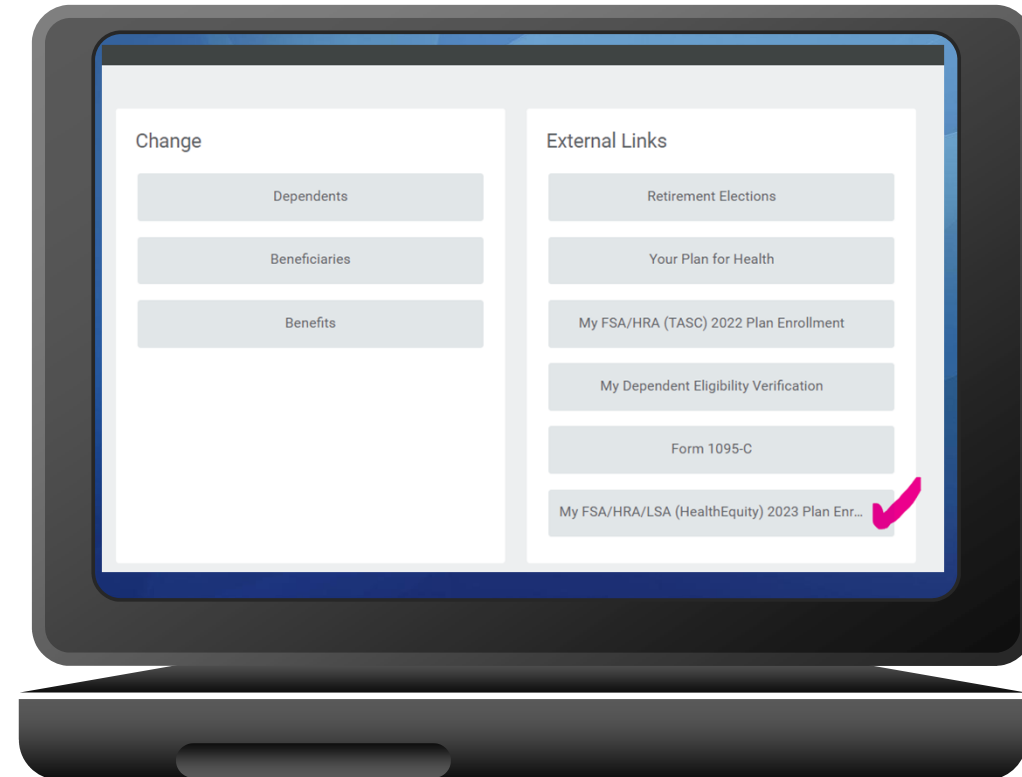 Change
Dependents
Beneficiaries
Benefits
External Links
Retirement Elections
Your Plan for Health
My FSA/HRA (TASC) 2022 Plan Enrollment
My Dependent Eligibility Verification
Form 1095-C
My FSA/HRA/LSA (HealthEquity) 2023 Plan Enr...